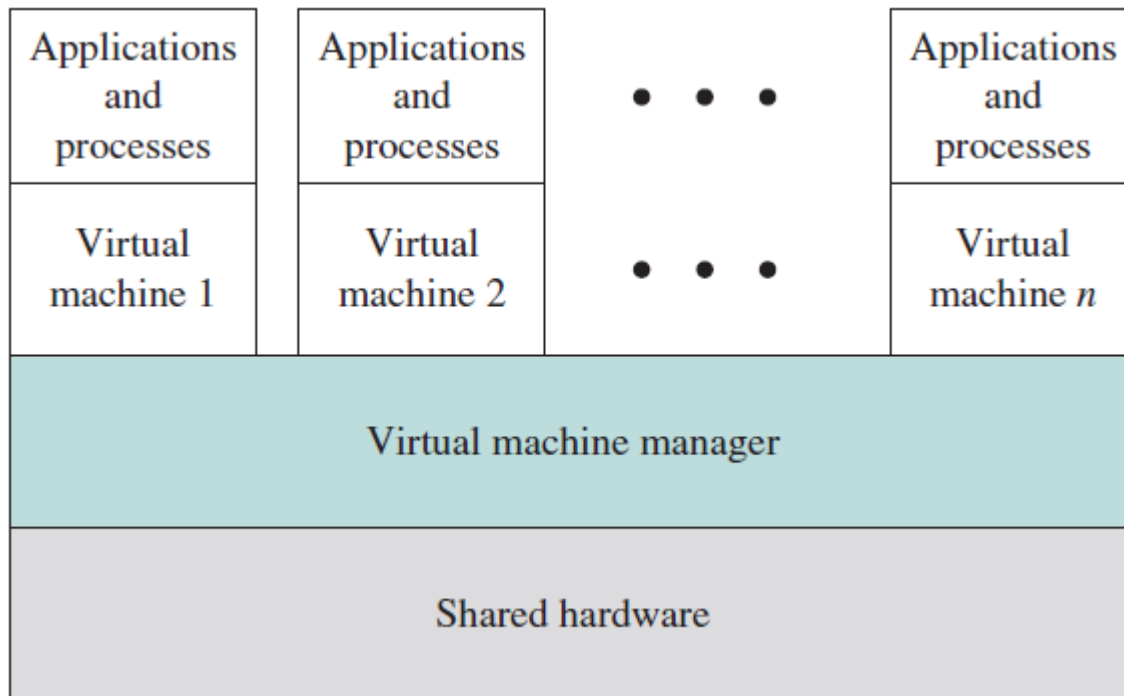 Applications
and
processes
Applications
and
processes
Applications
and
processes
Virtual
machine 1
Virtual
machine 2
Virtual
machine n
Virtual machine manager
Shared hardware